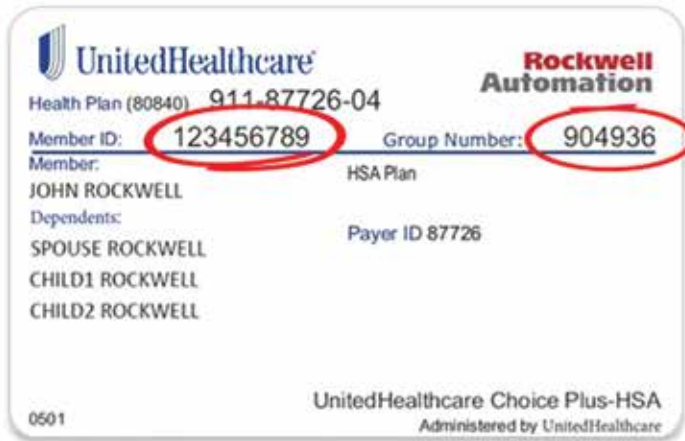 UnitedHealthcare
Rockwell
Automation
Health Plan (80840) 911-87726-04
Member ID: 123456789 Group Number: 904936
Member:
HSA Plan
JOHN ROCKWELL
Dependents:
Payer ID 87726
SPOUSE ROCKWELL
CHILD1 ROCKWELL
CHILD2 ROCKWELL
UnitedHealthcare Choice Plus-HSA
0501 Administered by UnitedHealthcare